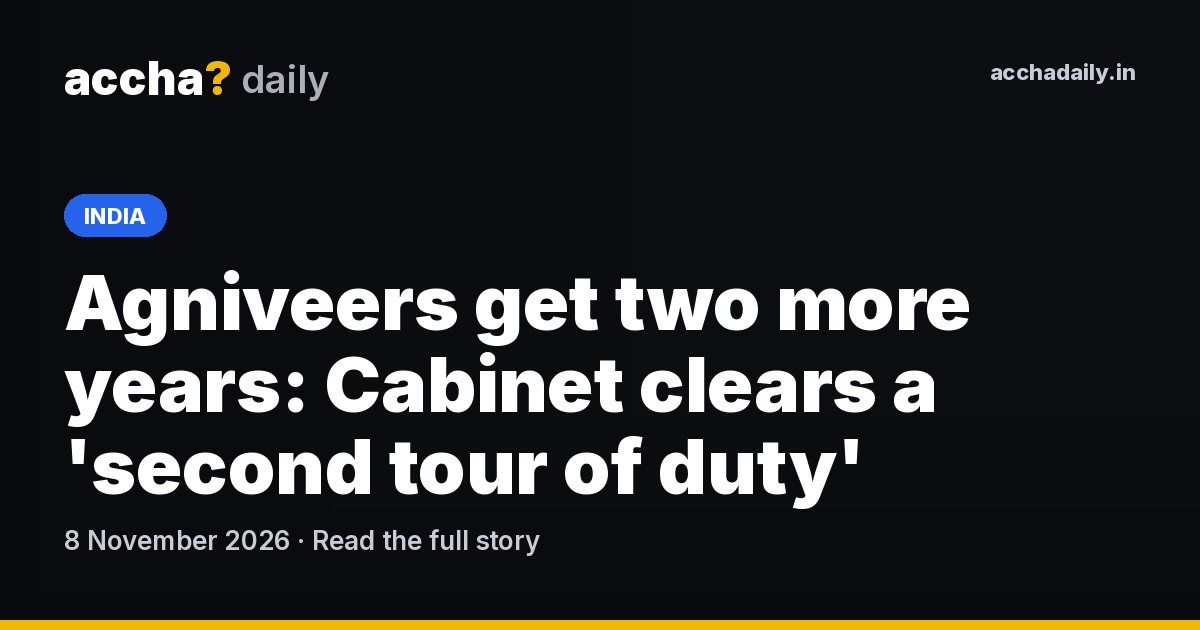 accha? daily
acchadaily.in
INDIA
Agniveers get two more
years: Cabinet clears a
'second tour of duty'
8 November 2026 · Read the full story